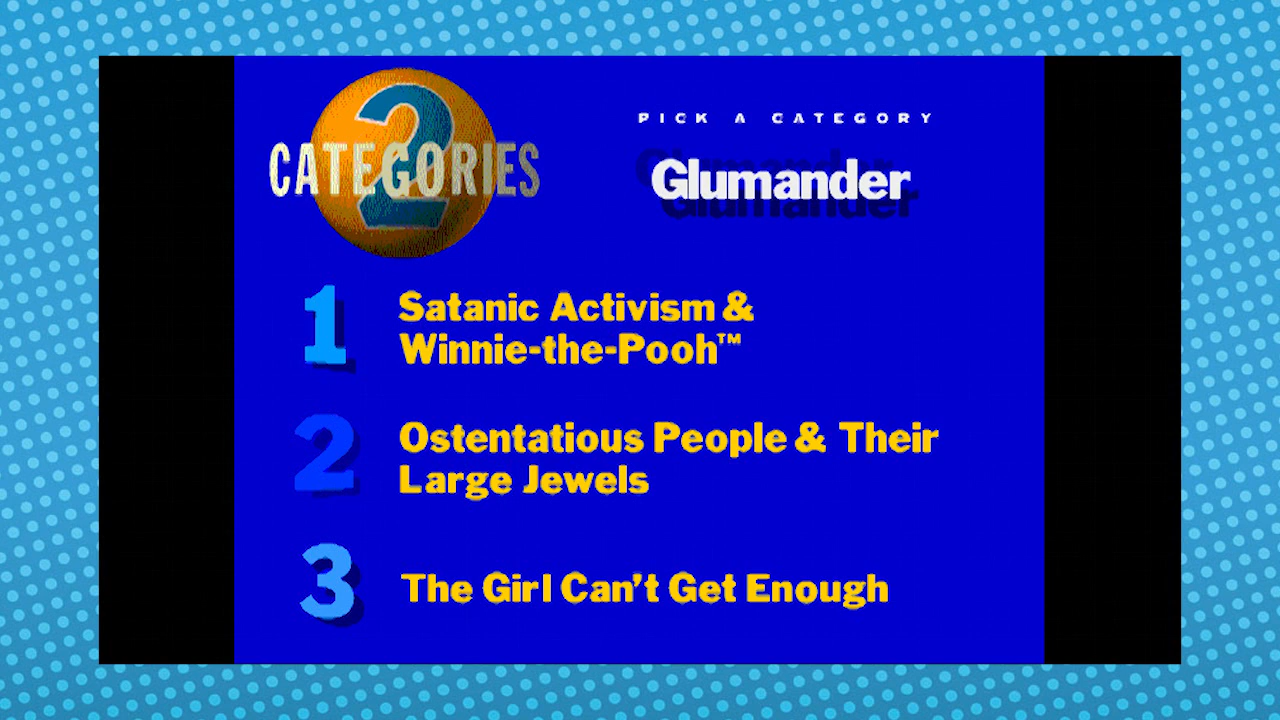 2
CATEGORIES
PICK A CATEGORY
Glumander
1
Satanic Activism &
Winnie-the-Pooh™
2
Ostentatious People & Their
Large Jewels
3
The Girl Can't Get Enough